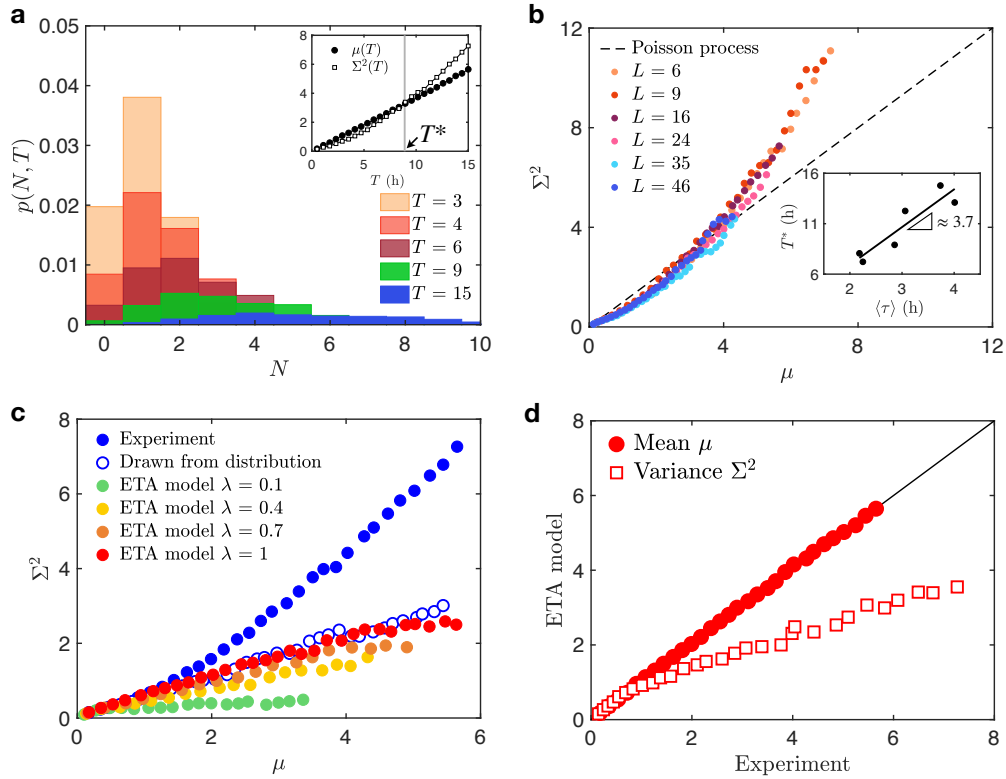 a
0.05
0.04
0.03
0.02
0.01
0
p(N, T)
0
2
4
6
8
10
N
8
6
4
2
0
μ(T)
Σ²(T)
T*
0
5
10
15
T (h)
T = 3
T = 4
T = 6
T = 9
T = 15
b
12
8
4
0
Σ²
0
4
8
12
μ
Poisson process
L = 6
L = 9
L = 16
L = 24
L = 35
L = 46
16
11
6
T* (h)
≈ 3.7
2
3
4
⟨τ⟩ (h)
c
8
6
4
2
0
Σ²
0
2
4
6
μ
Experiment
Drawn from distribution
ETA model λ = 0.1
ETA model λ = 0.4
ETA model λ = 0.7
ETA model λ = 1
d
8
6
4
2
0
ETA model
0
2
4
6
8
Experiment
Mean μ
Variance Σ²